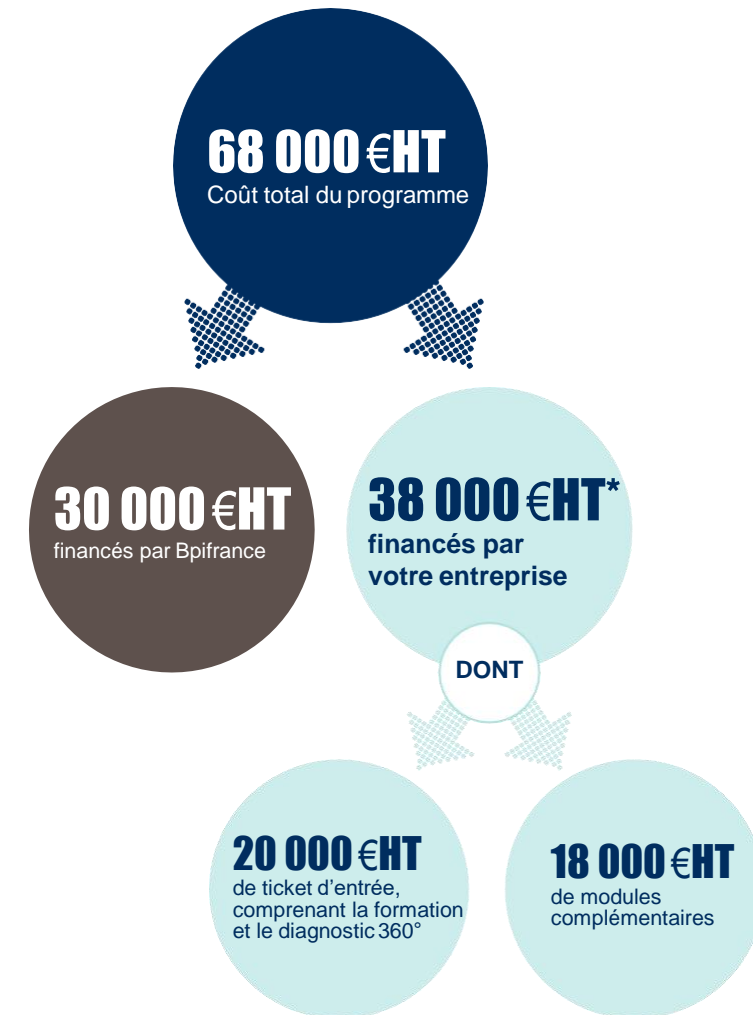 68 000 €HT
Coût total du programme
30 000 €HT
financés par Bpifrance
38 000 €HT*
financés par
votre entreprise
DONT
20 000 €HT
de ticket d’entrée,
comprenant la formation
et le diagnostic 360°
18 000 €HT
de modules
complémentaires